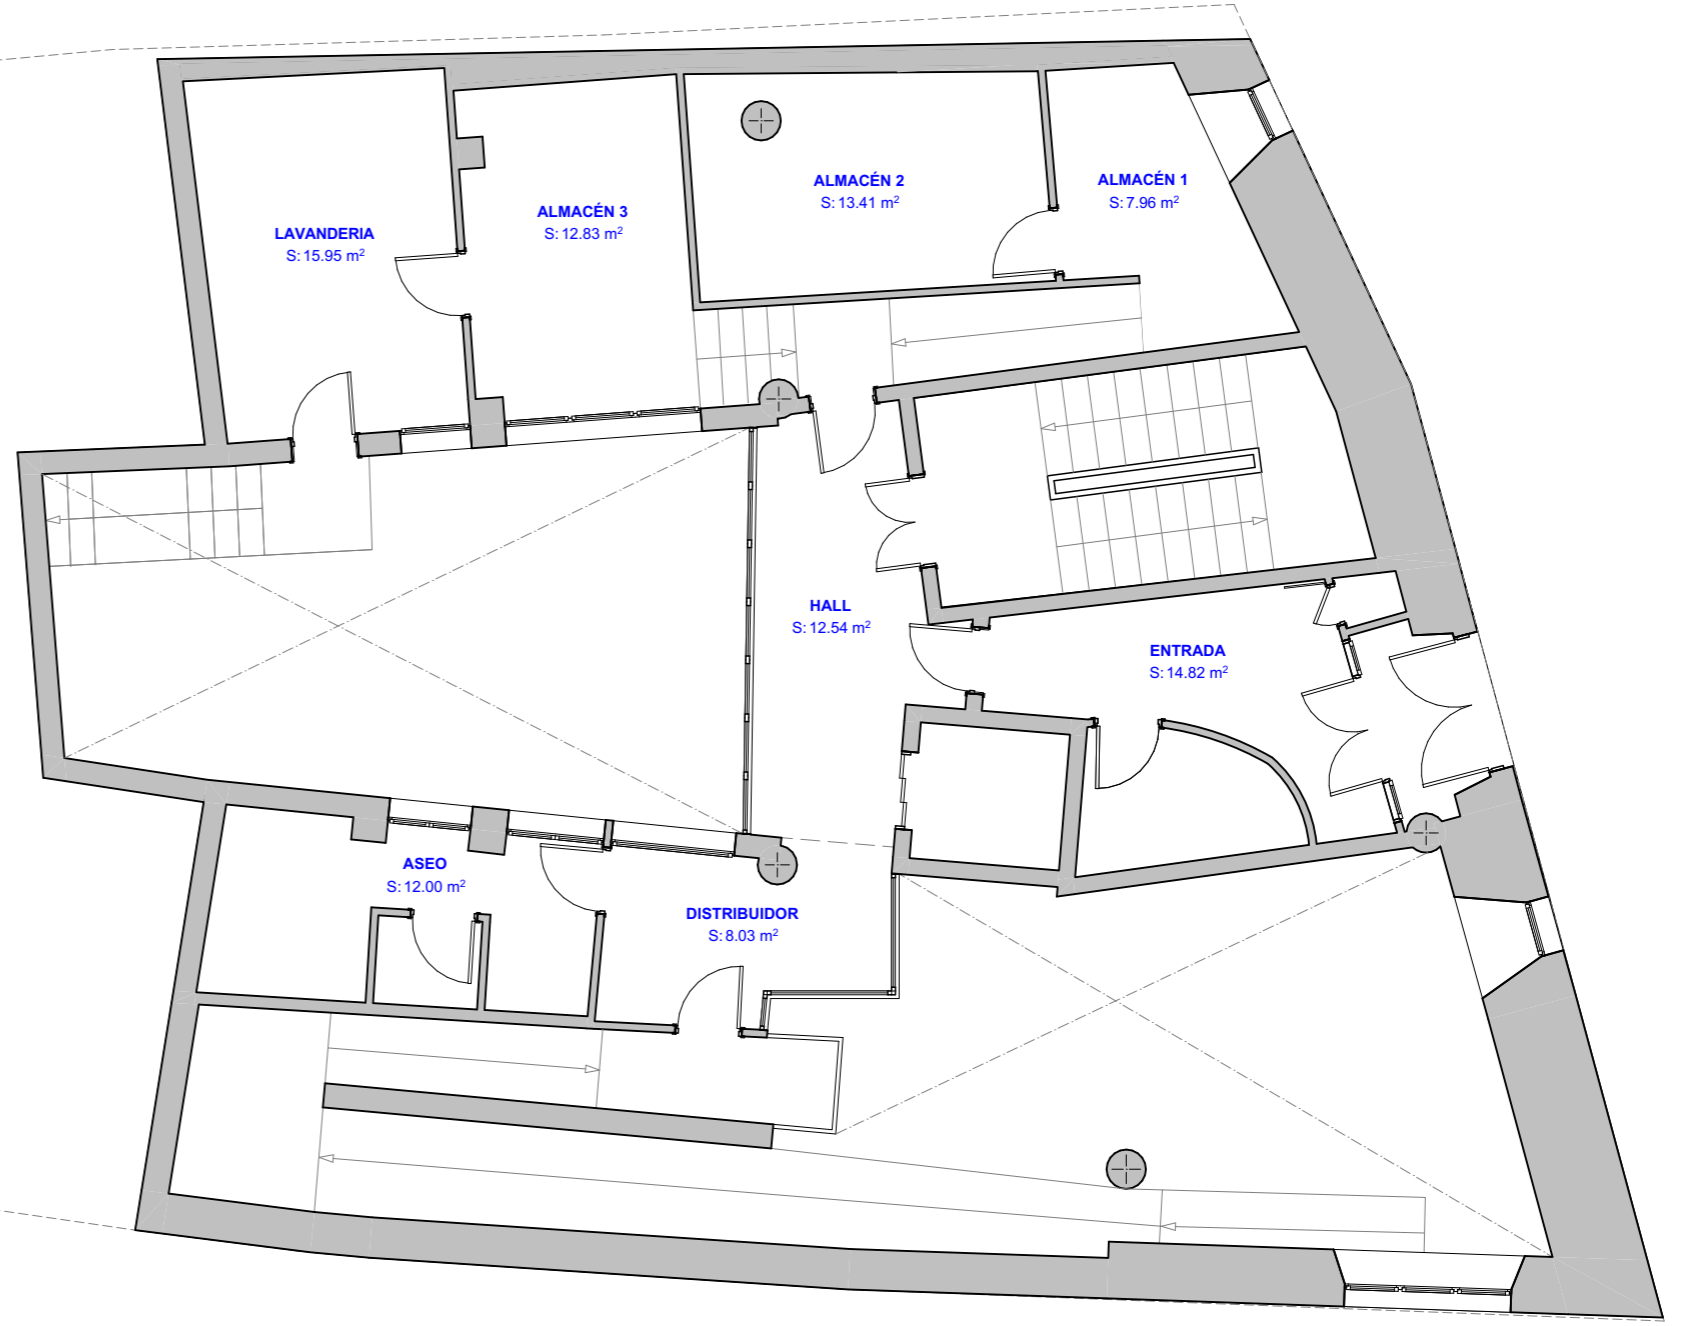 ALMACÉN 2
S: 13.41 m²
ALMACÉN 1
S: 7.96 m²
ALMACÉN 3
S: 12.83 m²
LAVANDERIA
S: 15.95 m²
HALL
S: 12.54 m²
ENTRADA
S: 14.82 m²
ASEO
S: 12.00 m²
DISTRIBUIDOR
S: 8.03 m²